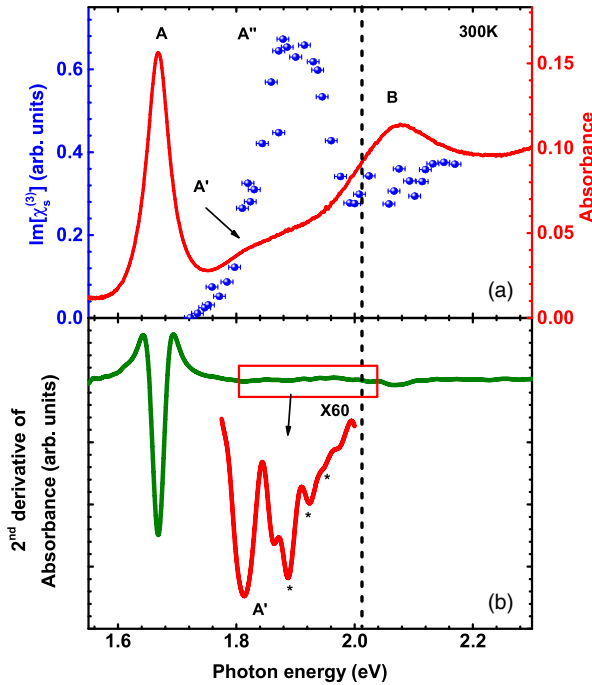 A
A''
300K
A'
B
(a)
0.0
0.2
0.4
0.6
Im[χs(3)] (arb. units)
0.00
0.05
0.10
0.15
Absorbance
X60
*
*
*
A'
(b)
2nd derivative of
Absorbance (arb. units)
1.6
1.8
2.0
2.2
Photon energy (eV)